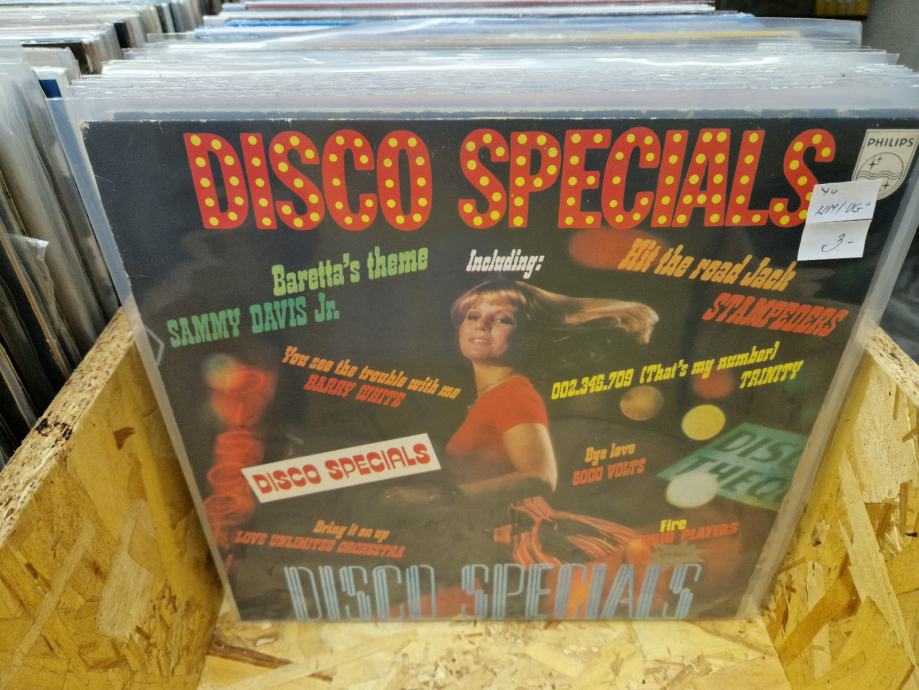 DISCO SPECIALS
PHILIPS
3-
Including:
Baretta's theme
SAMMY DAVIS Jr.
Hit the road Jack
STAMPEDERS
You see the trouble with me
BARRY WHITE
002.345.709 (That's my number)
TRINITY
DISCO SPECIALS
Bye love
5000 VOLTS
DISC
THEQ
Bring it on up
LOVE UNLIMITED ORCHESTRA
Fire
PLAYERS
DISCO SPECIALS